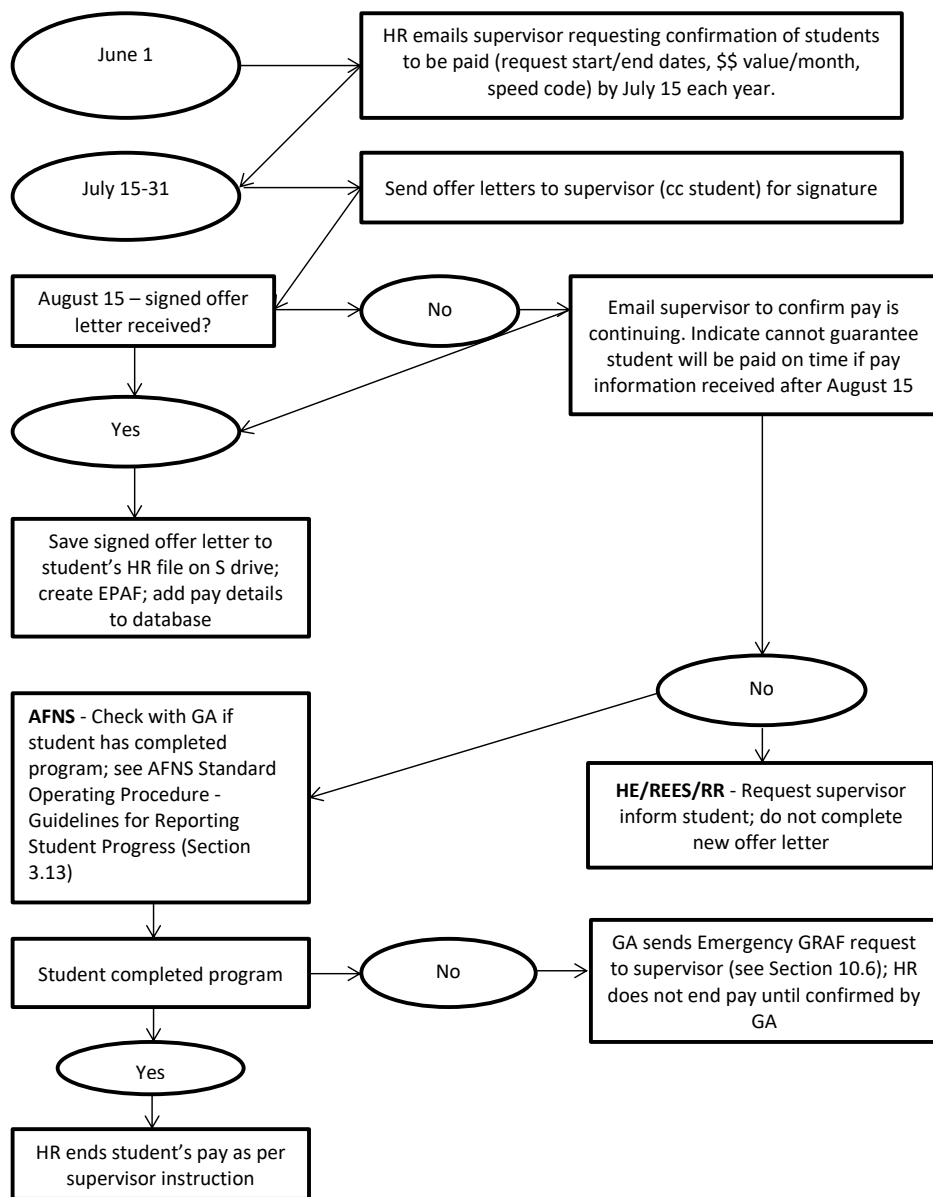 June 1
HR emails supervisor requesting confirmation of students
to be paid (request start/end dates, $$ value/month,
speed code) by July 15 each year.
July 15-31
Send offer letters to supervisor (cc student) for signature
August 15 – signed offer
letter received?
No
Email supervisor to confirm pay is
continuing. Indicate cannot guarantee
student will be paid on time if pay
information received after August 15
Yes
Save signed offer letter to
student’s HR file on S drive;
create EPAF; add pay details
to database
No
AFNS - Check with GA if
student has completed
program; see AFNS Standard
Operating Procedure -
Guidelines for Reporting
Student Progress (Section
3.13)
HE/REES/RR - Request supervisor
inform student; do not complete
new offer letter
Student completed program
No
GA sends Emergency GRAF request
to supervisor (see Section 10.6); HR
does not end pay until confirmed by
GA
Yes
HR ends student’s pay as per
supervisor instruction